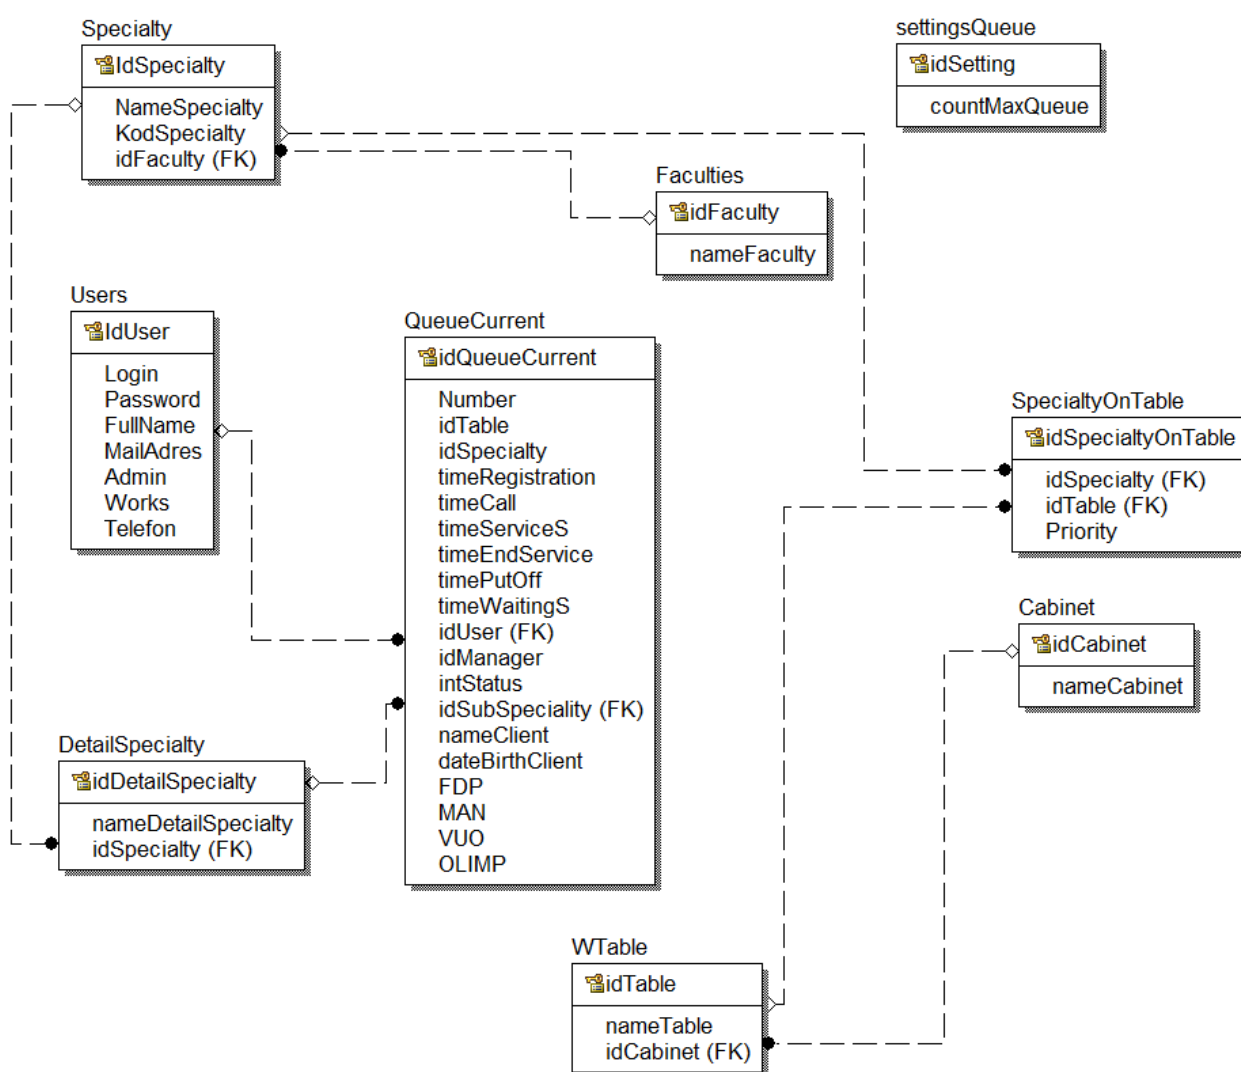 Specialty
IdSpecialty
NameSpecialty
KodSpecialty
idFaculty (FK)
settingsQueue
idSetting
countMaxQueue
Faculties
idFaculty
nameFaculty
Users
IdUser
Login
Password
FullName
MailAdres
Admin
Works
Telefon
QueueCurrent
idQueueCurrent
Number
idTable
idSpecialty
timeRegistration
timeCall
timeServiceS
timeEndService
timePutOff
timeWaitingS
idUser (FK)
idManager
intStatus
idSubSpeciality (FK)
nameClient
dateBirthClient
FDP
MAN
VUO
OLIMP
SpecialtyOnTable
idSpecialtyOnTable
idSpecialty (FK)
idTable (FK)
Priority
Cabinet
idCabinet
nameCabinet
DetailSpecialty
idDetailSpecialty
nameDetailSpecialty
idSpecialty (FK)
WTable
idTable
nameTable
idCabinet (FK)